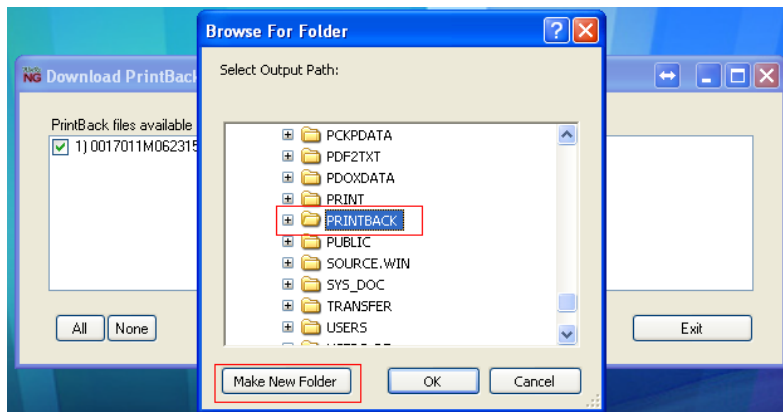 Browse For Folder
NG Download PrintBack
Select Output Path:
PrintBack files available
1) 0017011M062315
PCKPDATA
PDF2TXT
PDOXDATA
PRINT
PRINTBACK
PUBLIC
SOURCE.WIN
SYS_DOC
TRANSFER
USERS
All
None
Exit
Make New Folder
OK
Cancel